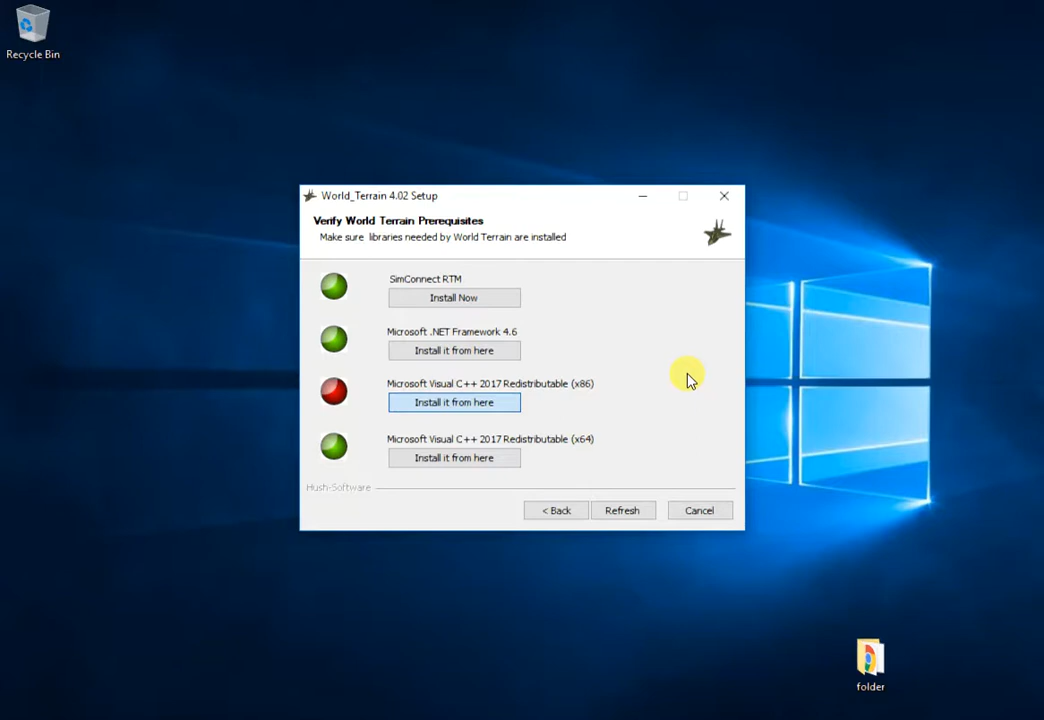 Recycle Bin
World_Terrain 4.02 Setup
Verify World Terrain Prerequisites
Make sure libraries needed by World Terrain are installed
SimConnect RTM
Install Now
Microsoft .NET Framework 4.6
Install it from here
Microsoft Visual C++ 2017 Redistributable (x86)
Install it from here
Microsoft Visual C++ 2017 Redistributable (x64)
Install it from here
Hush-Software
< Back Refresh Cancel
folder